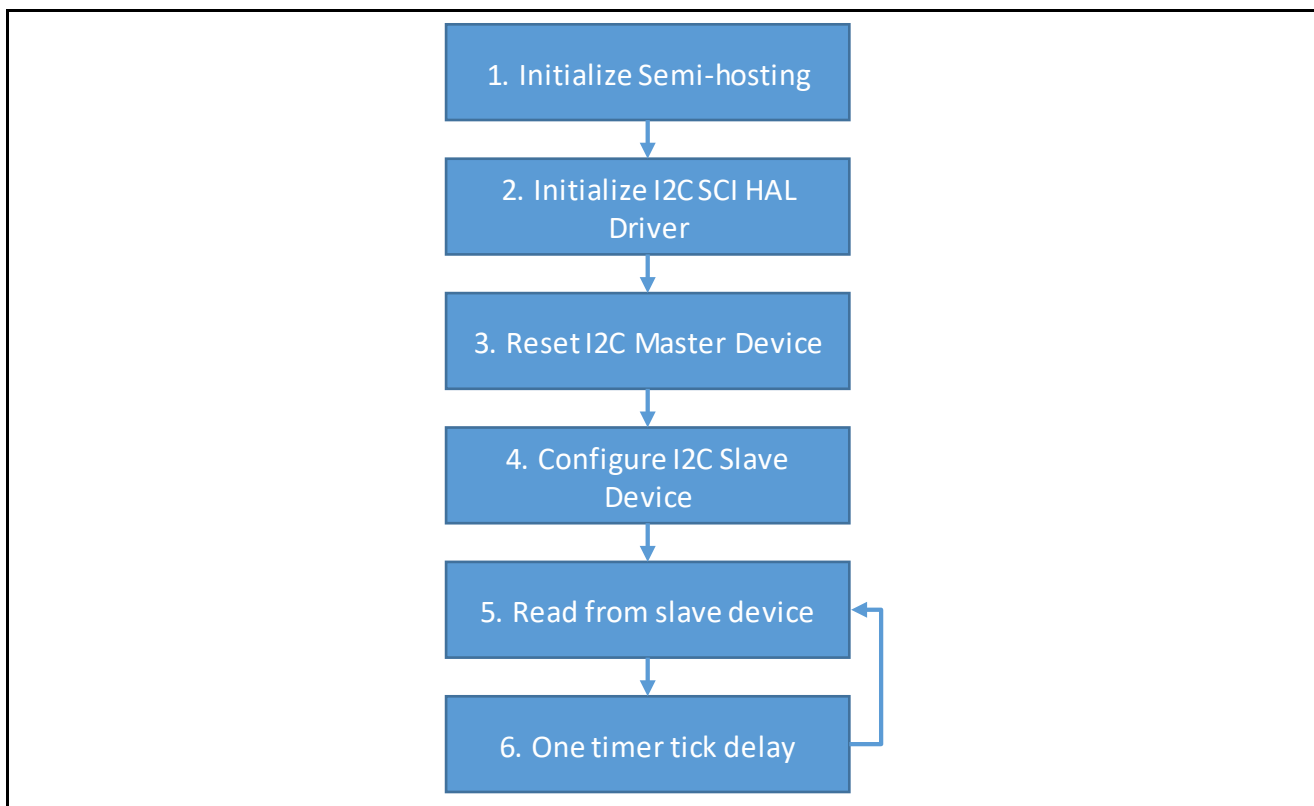 1. Initialize Semi-hosting
2. Initialize I2C SCI HAL
Driver
3. Reset I2C Master Device
4. Configure I2C Slave
Device
5. Read from slave device
6. One timer tick delay